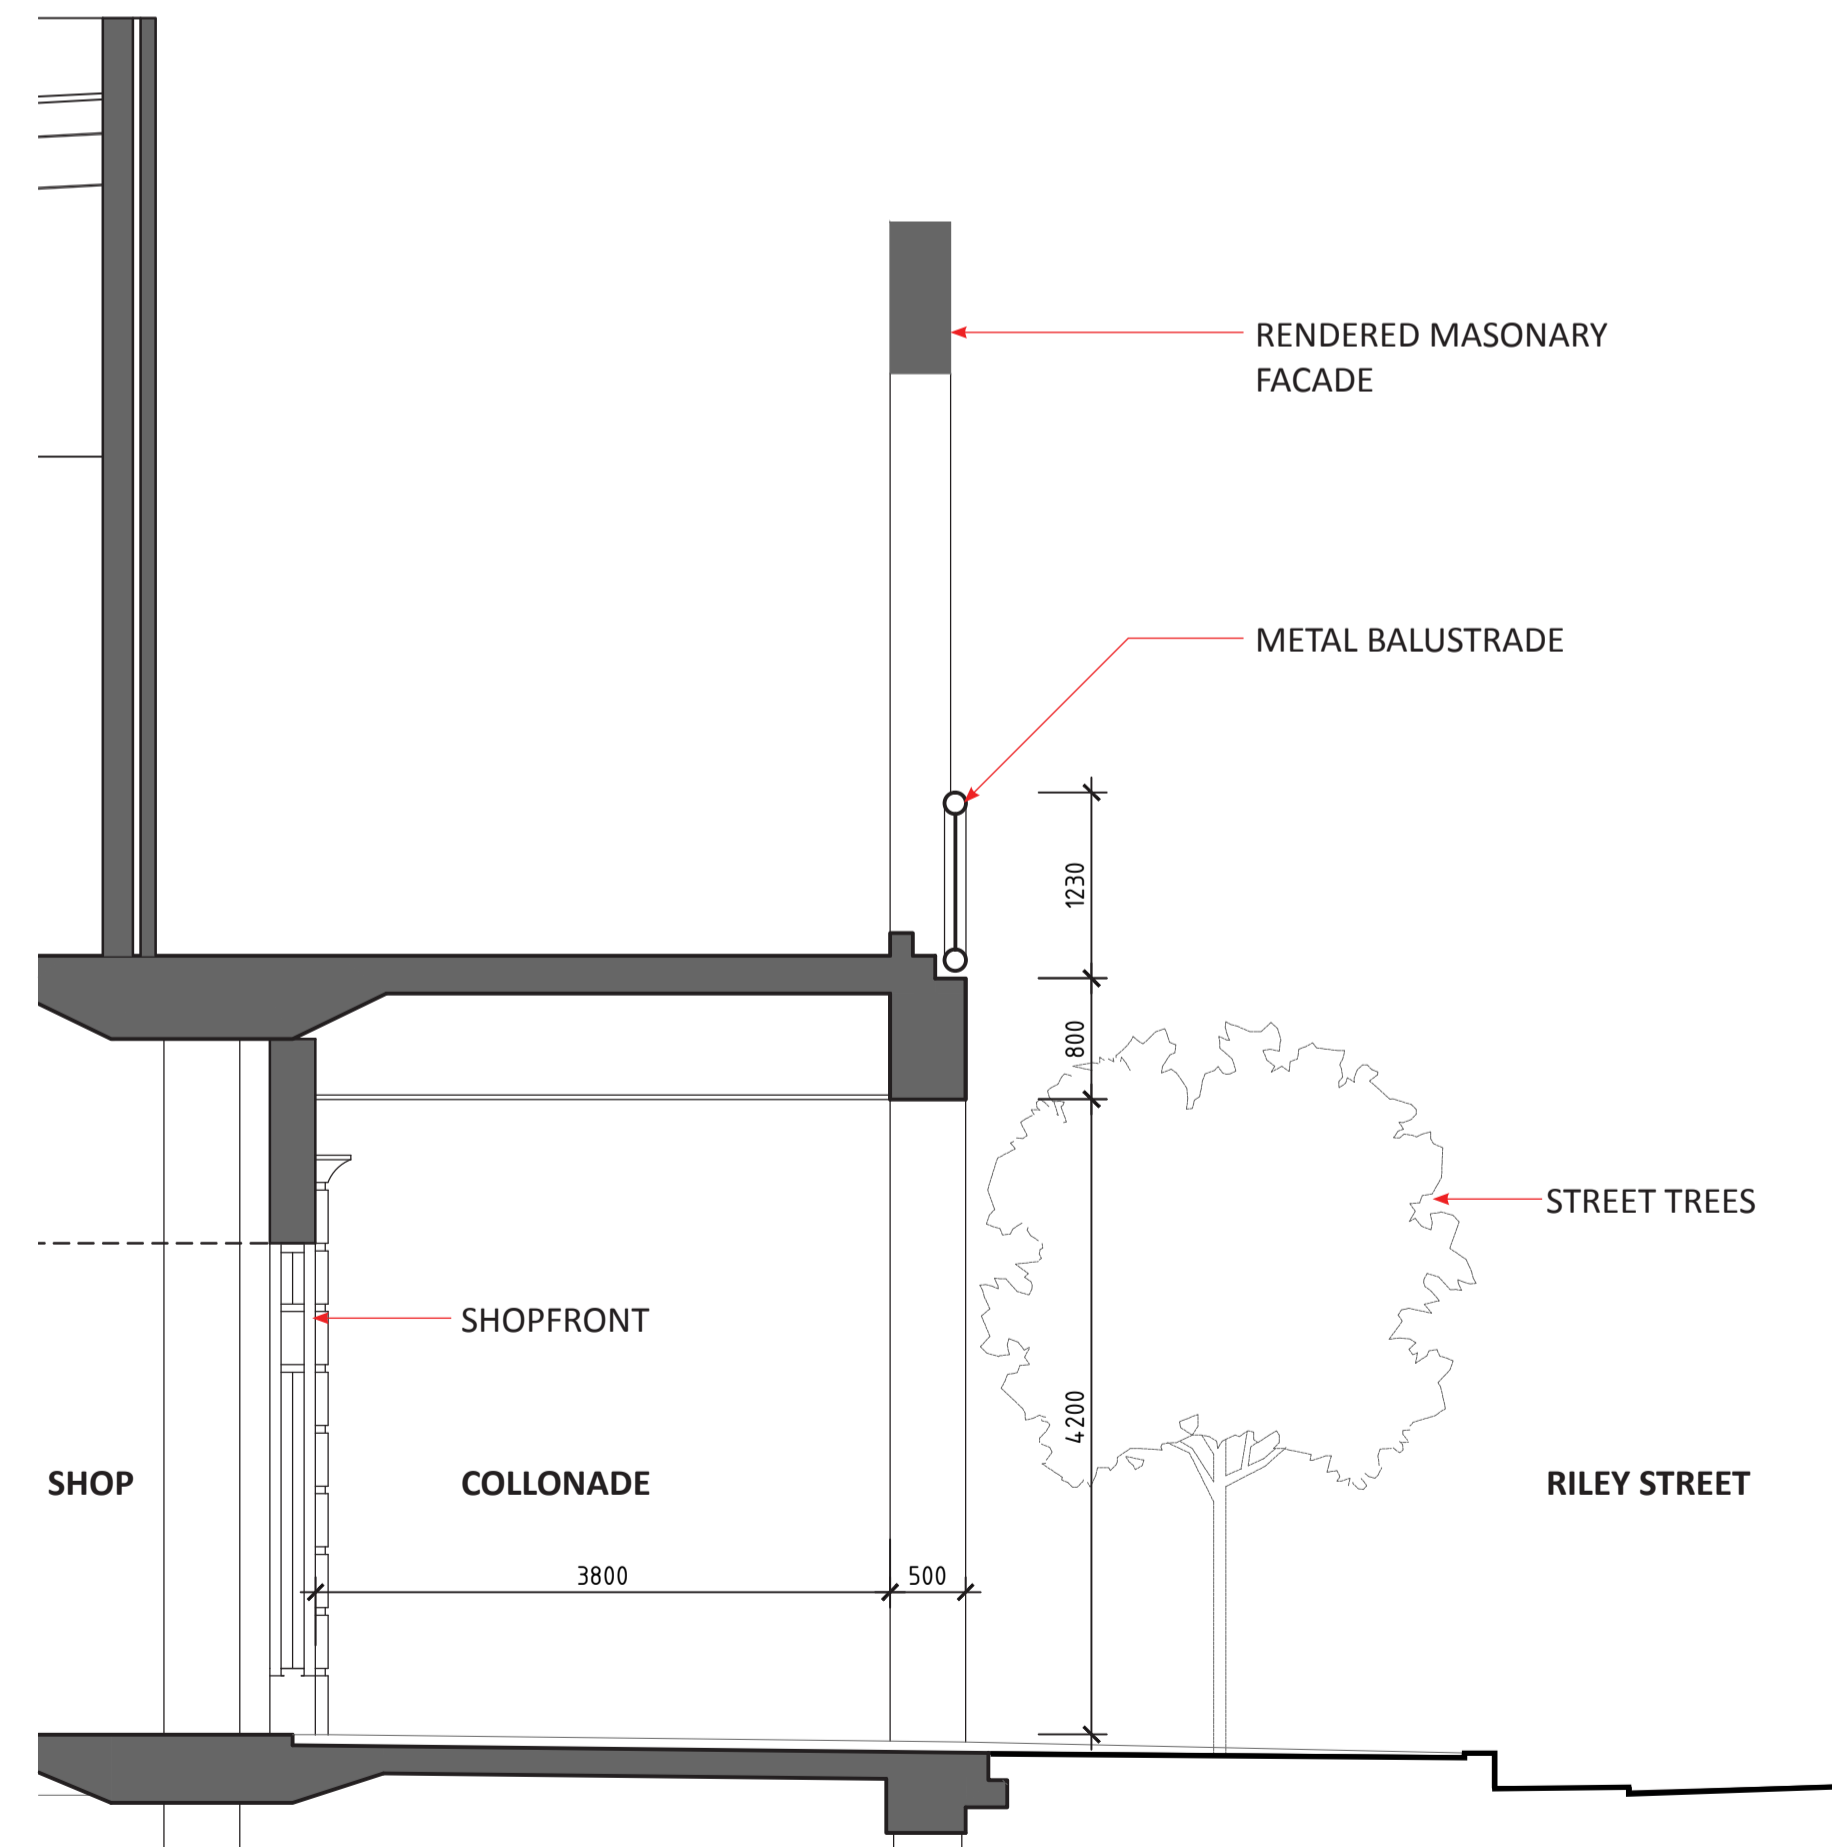 RENDERED MASONARY
FACADE
METAL BALUSTRADE
1230
800
STREET TREES
SHOPFRONT
4200
SHOP
COLLONADE
RILEY STREET
3800
500